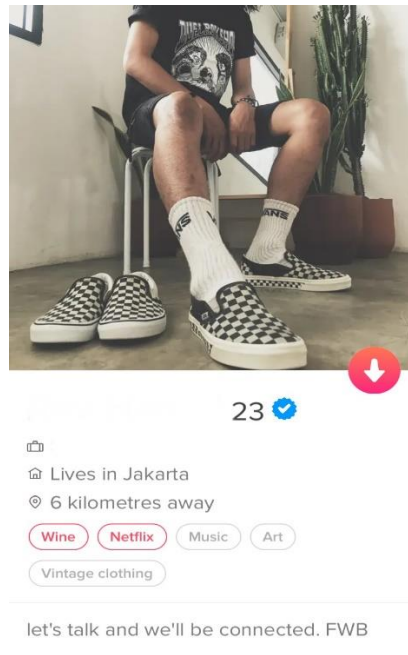 VANS
23
Lives in Jakarta
6 kilometres away
Wine Netflix Music Art
Vintage clothing
let's talk and we'll be connected. FWB